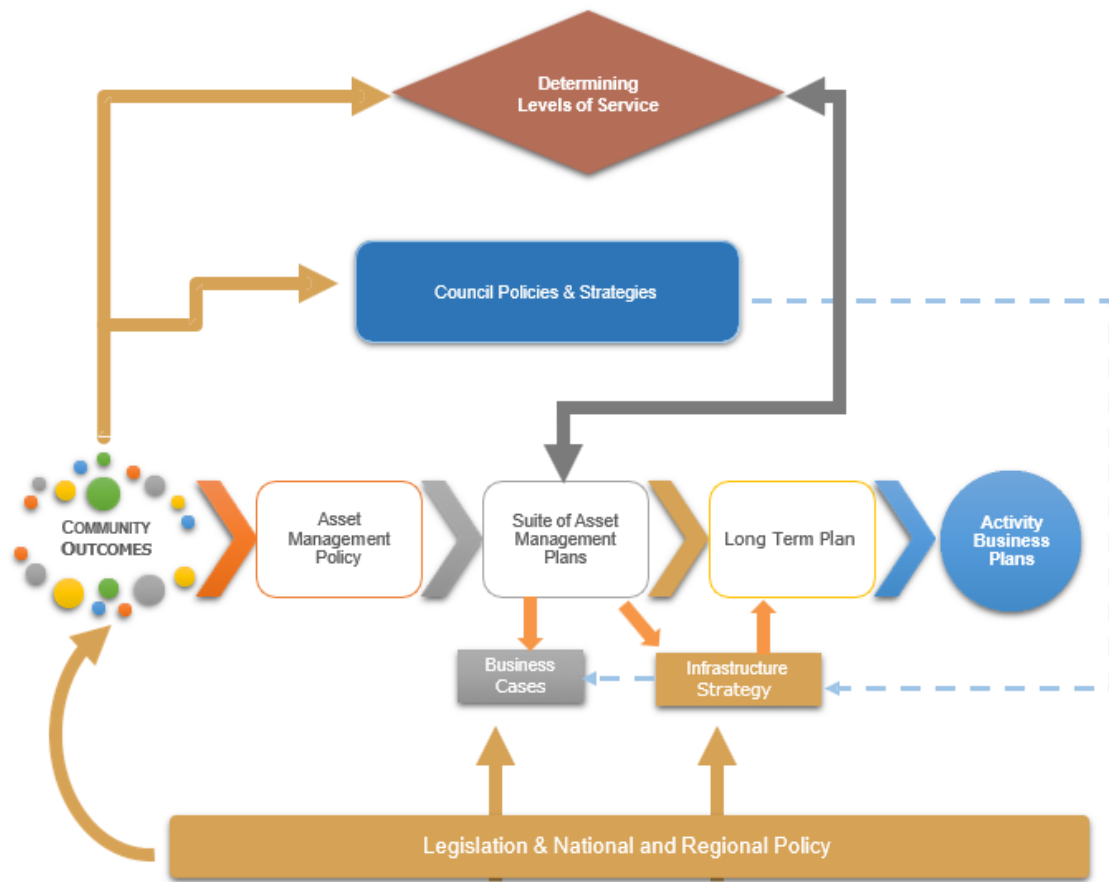 Determining
Levels of Service
Council Policies & Strategies
COMMUNITY
OUTCOMES
Asset
Management
Policy
Suite of Asset
Management
Plans
Long Term Plan
Activity
Business
Plans
Business
Cases
Infrastructure
Strategy
Legislation & National and Regional Policy